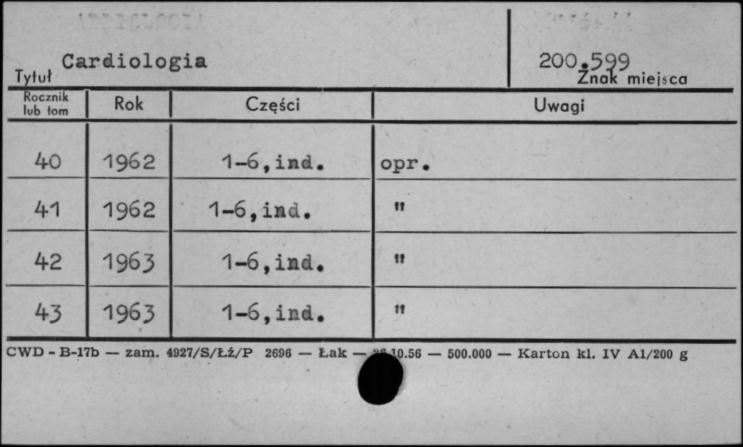 Cardiologia 200.599
Tytuł Znak miejsca
Rocznik lub tom Rok Części Uwagi
40 1962 1-6,ind. opr.
41 1962 1-6,ind. "
42 1963 1-6,ind. "
43 1963 1-6,ind. "
CWD - B-17b — zam. 4927/S/Łź/P 2696 — Łak — 10.56 — 500.000 — Karton kl. IV A1/200 g